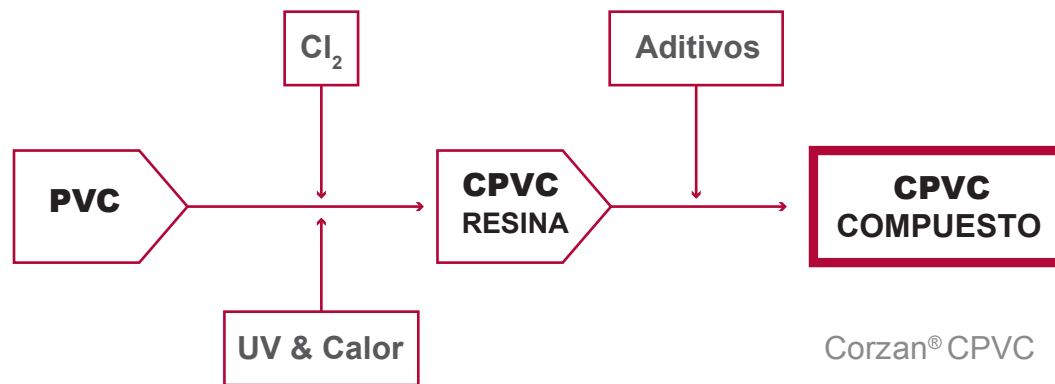 Cl₂
Aditivos
PVC
CPVC
RESINA
CPVC
COMPUESTO
UV & Calor
Corzan® CPVC